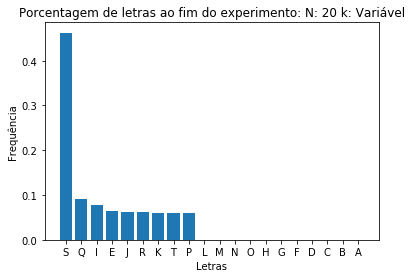 Porcentagem de letras ao fim do experimento: N: 20 k: Variável
Frequência
0.4
0.3
0.2
0.1
0.0
S Q I E J R K T P L M N O H G F D C B A
Letras